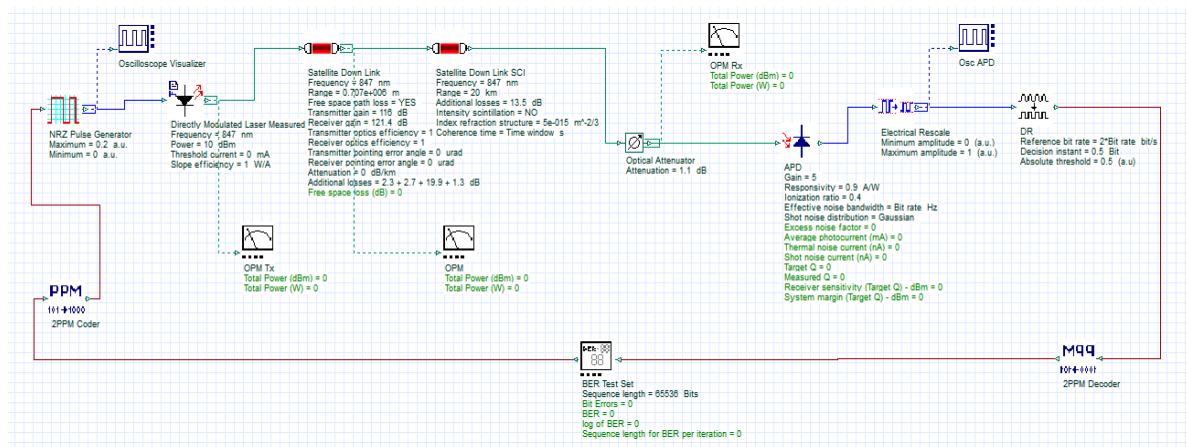 Oscilloscope Visualizer
NRZ Pulse Generator
Maximum = 0.2  a.u.
Minimum = 0  a.u.
Directly Modulated Laser Measured
Frequency = 847  nm
Power = 10  dBm
Threshold current = 0  mA
Slope efficiency = 1  W/A
Satellite Down Link
Frequency = 847  nm
Range = 0.707e+006  m
Free space path loss = YES
Transmitter gain = 116  dB
Receiver gain = 121.4  dB
Transmitter optics efficiency = 1
Receiver optics efficiency = 1
Transmitter pointing error angle = 0  urad
Receiver pointing error angle = 0  urad
Attenuation = 0  dB/km
Additional losses = 2.3 + 2.7 + 19.9 + 1.3  dB
Free space loss (dB) = 0
Satellite Down Link SCI
Frequency = 847  nm
Range = 20  km
Additional losses = 13.5  dB
Intensity scintillation = NO
Index refraction structure = 5e-015  m^-2/3
Coherence time = Time window  s
OPM Rx
Total Power (dBm) = 0
Total Power (W) = 0
Osc APD
Optical Attenuator
Attenuation = 1.1  dB
APD
Gain = 5
Responsivity = 0.9  A/W
Ionization ratio = 0.4
Effective noise bandwidth = Bit rate  Hz
Shot noise distribution = Gaussian
Excess noise factor = 0
Average photocurrent (mA) = 0
Thermal noise current (nA) = 0
Shot noise current (nA) = 0
Target Q = 0
Measured Q = 0
Receiver sensitivity (Target Q) - dBm = 0
System margin (Target Q) - dBm = 0
Electrical Rescale
Minimum amplitude = 0  (a.u.)
Maximum amplitude = 1  (a.u.)
DR
Reference bit rate = 2*Bit rate  bit/s
Decision instant = 0.5  Bit
Absolute threshold = 0.5  (a.u)
OPM Tx
Total Power (dBm) = 0
Total Power (W) = 0
OPM
Total Power (dBm) = 0
Total Power (W) = 0
PPM
2PPM Coder
BER Test Set
Sequence length = 65536  Bits
Bit Errors = 0
BER = 0
log of BER = 0
Sequence length for BER per iteration = 0
2PPM Decoder